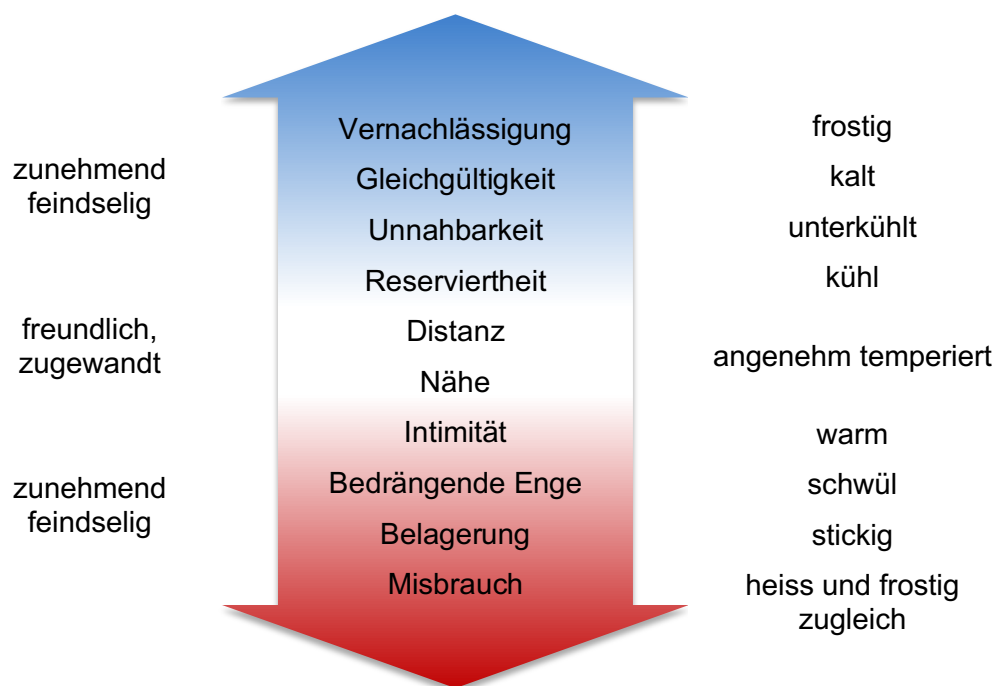 Vernachlässigung
frostig
zunehmend
feindselig
Gleichgültigkeit
kalt
Unnahbarkeit
unterkühlt
Reserviertheit
kühl
freundlich,
zugewandt
Distanz
angenehm temperiert
Nähe
Intimität
warm
zunehmend
feindselig
Bedrängende Enge
schwül
Belagerung
stickig
Misbrauch
heiss und frostig
zugleich